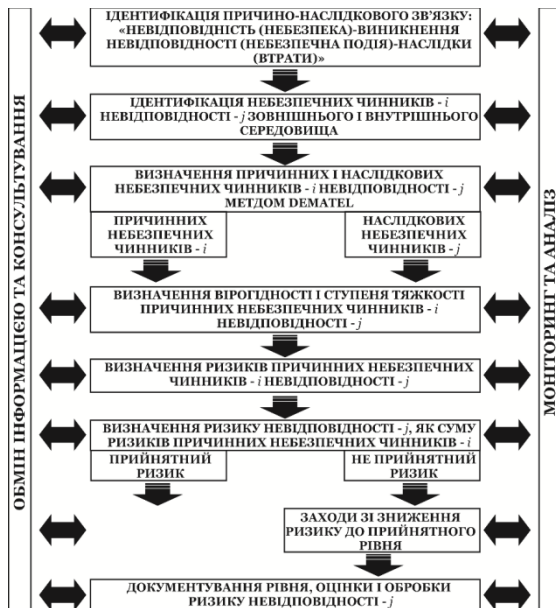 ОБМІН ІНФОРМАЦІЄЮ ТА КОНСУЛЬТУВАННЯ
ІДЕНТИФІКАЦІЯ ПРИЧИНО-НАСЛІДКОВОГО ЗВ'ЯЗКУ:
«НЕВІДПОВІДНІСТЬ (НЕБЕЗПЕКА)-ВИНИКНЕННЯ
НЕВІДПОВІДНОСТІ (НЕБЕЗПЕЧНА ПОДІЯ)-НАСЛІДКИ
(ВТРАТИ)»
ІДЕНТИФІКАЦІЯ НЕБЕЗПЕЧНИХ ЧИННИКІВ - i
НЕВІДПОВІДНОСТІ - j ЗОВНІШНЬОГО І ВНУТРІШНЬОГО
СЕРЕДОВИЩА
ВИЗНАЧЕННЯ ПРИЧИННИХ І НАСЛІДКОВИХ
НЕБЕЗПЕЧНИХ ЧИННИКІВ - i НЕВІДПОВІДНОСТІ - j
МЕТДОМ DEMATEL
ПРИЧИННИХ
НЕБЕЗПЕЧНИХ
ЧИННИКІВ - i
НАСЛІДКОВИХ
НЕБЕЗПЕЧНИХ
ЧИННИКІВ - j
ВИЗНАЧЕННЯ ВІРОГІДНОСТІ І СТУПЕНЯ ТЯЖКОСТІ
ПРИЧИННИХ НЕБЕЗПЕЧНИХ ЧИННИКІВ - i
НЕВІДПОВІДНОСТІ - j
ВИЗНАЧЕННЯ РИЗИКІВ ПРИЧИННИХ НЕБЕЗПЕЧНИХ
ЧИННИКІВ - i НЕВІДПОВІДНОСТІ - j
ВИЗНАЧЕННЯ РИЗИКУ НЕВІДПОВІДНОСТІ - j, ЯК СУМУ
РИЗИКІВ ПРИЧИННИХ НЕБЕЗПЕЧНИХ ЧИННИКІВ - i
ПРИЙНЯТНИЙ
РИЗИК
НЕ ПРИЙНЯТНИЙ
РИЗИК
ЗАХОДИ ЗІ ЗНИЖЕННЯ
РИЗИКУ ДО ПРИЙНЯТНОГО
РІВНЯ
ДОКУМЕНТУВАННЯ РІВНЯ, ОЦІНКИ І ОБРОБКИ
РИЗИКУ НЕВІДПОВІДНОСТІ - j
МОНІТОРИНГ ТА АНАЛІЗ